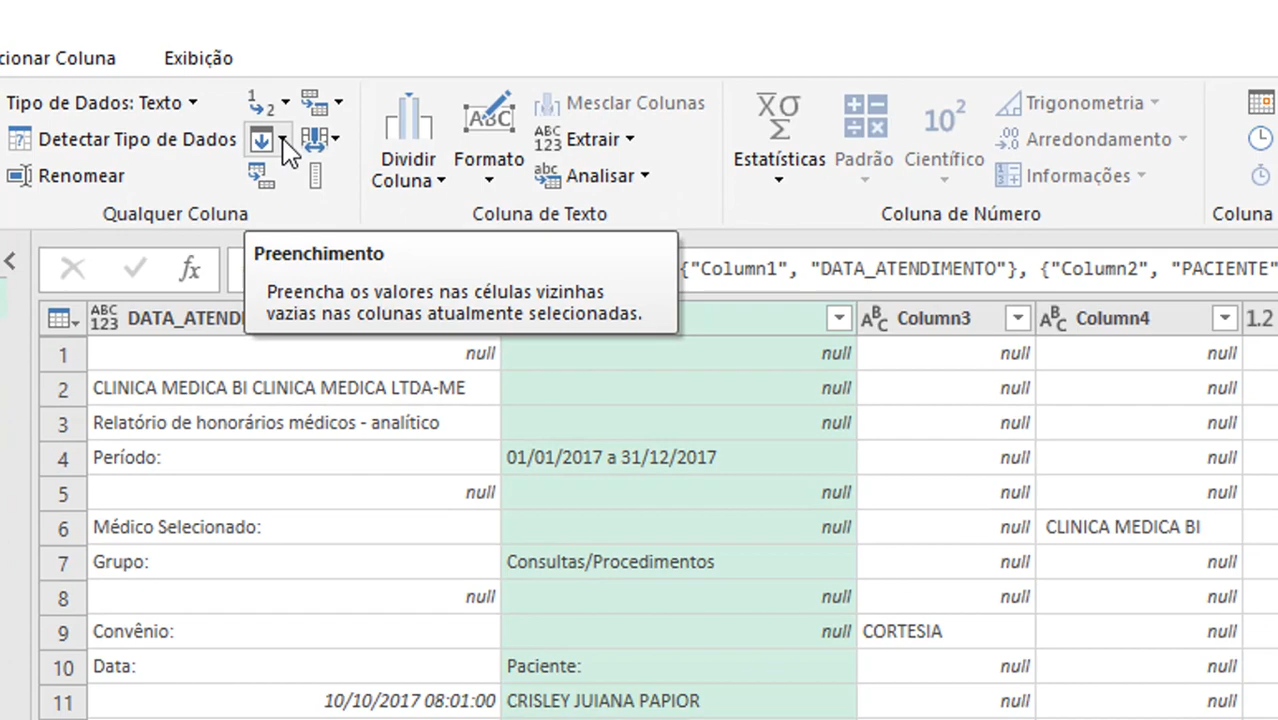 cionar Coluna Exibição
Tipo de Dados: Texto Mesclar Colunas Trigonometria
Detectar Tipo de Dados Extrair Arredondamento
Renomear Dividir Coluna Formato Analisar Estatísticas Padrão Científico Informações
Qualquer Coluna Coluna de Texto Coluna de Número Coluna
Preenchimento
Preencha os valores nas células vizinhas
vazias nas colunas atualmente selecionadas.
fx {"Column1", "DATA_ATENDIMENTO"}, {"Column2", "PACIENTE"
ABC 123 DATA_ATEND Column3 Column4 1.2
1 null null null null
2 CLINICA MEDICA BI CLINICA MEDICA LTDA-ME null null null
3 Relatório de honorários médicos - analítico null null null
4 Período: 01/01/2017 a 31/12/2017 null null
5 null null null null
6 Médico Selecionado: null null CLINICA MEDICA BI
7 Grupo: Consultas/Procedimentos null null
8 null null null null
9 Convênio: null CORTESIA null
10 Data: Paciente: null null
11 10/10/2017 08:01:00 CRISLEY JUIANA PAPIOR null null